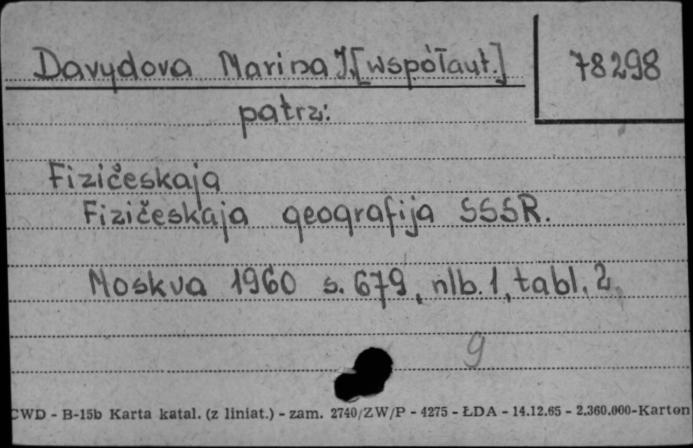 Davydova Marina I. [współaut.] 78298
patrz:
Fizičeskaja
Fizičeskaja geografija SSSR.
Moskva 1960 s. 679, nlb. 1, tabl. 2.
9
CWD - B-15b Karta katal. (z liniat.) - zam. 2740/ZW/P - 4275 - ŁDA - 14.12.65 - 2.360.000-Karton